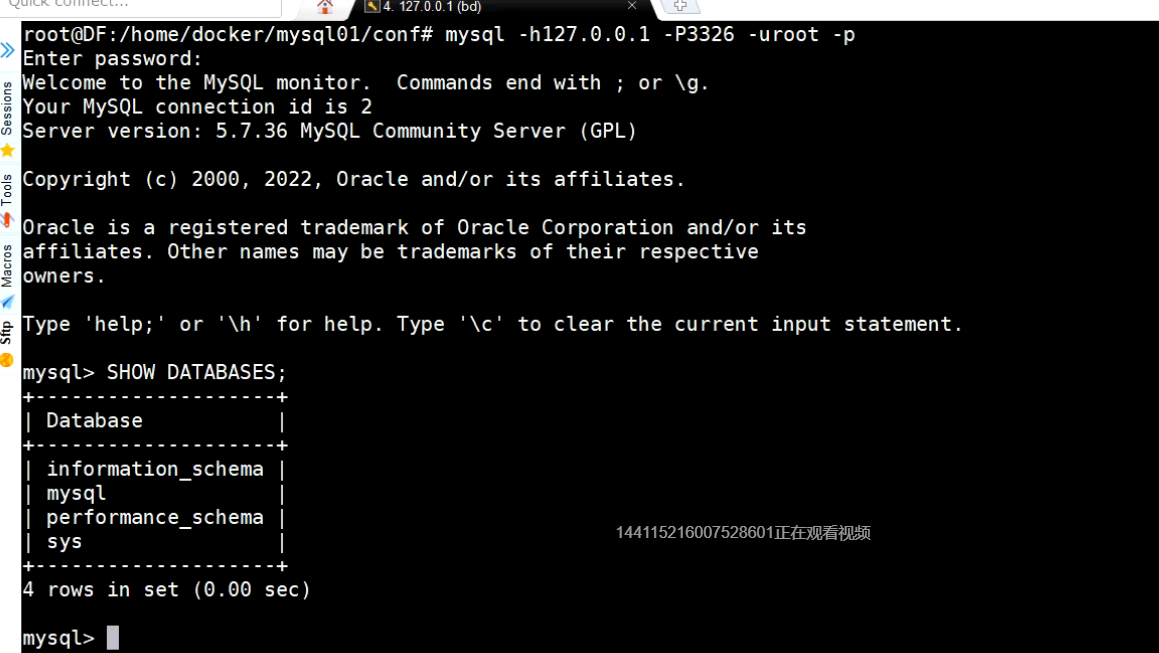 Quick connect...
4. 127.0.0.1 (bd)
Sessions
Tools
Macros
Sftp
root@DF:/home/docker/mysql01/conf# mysql -h127.0.0.1 -P3326 -uroot -p
Enter password:
Welcome to the MySQL monitor.  Commands end with ; or \g.
Your MySQL connection id is 2
Server version: 5.7.36 MySQL Community Server (GPL)
Copyright (c) 2000, 2022, Oracle and/or its affiliates.
Oracle is a registered trademark of Oracle Corporation and/or its
affiliates. Other names may be trademarks of their respective
owners.
Type 'help;' or '\h' for help. Type '\c' to clear the current input statement.
mysql> SHOW DATABASES;
+--------------------+
| Database           |
+--------------------+
| information_schema |
| mysql              |
| performance_schema |
| sys                |
+--------------------+
4 rows in set (0.00 sec)
mysql>
144115216007528601正在观看视频